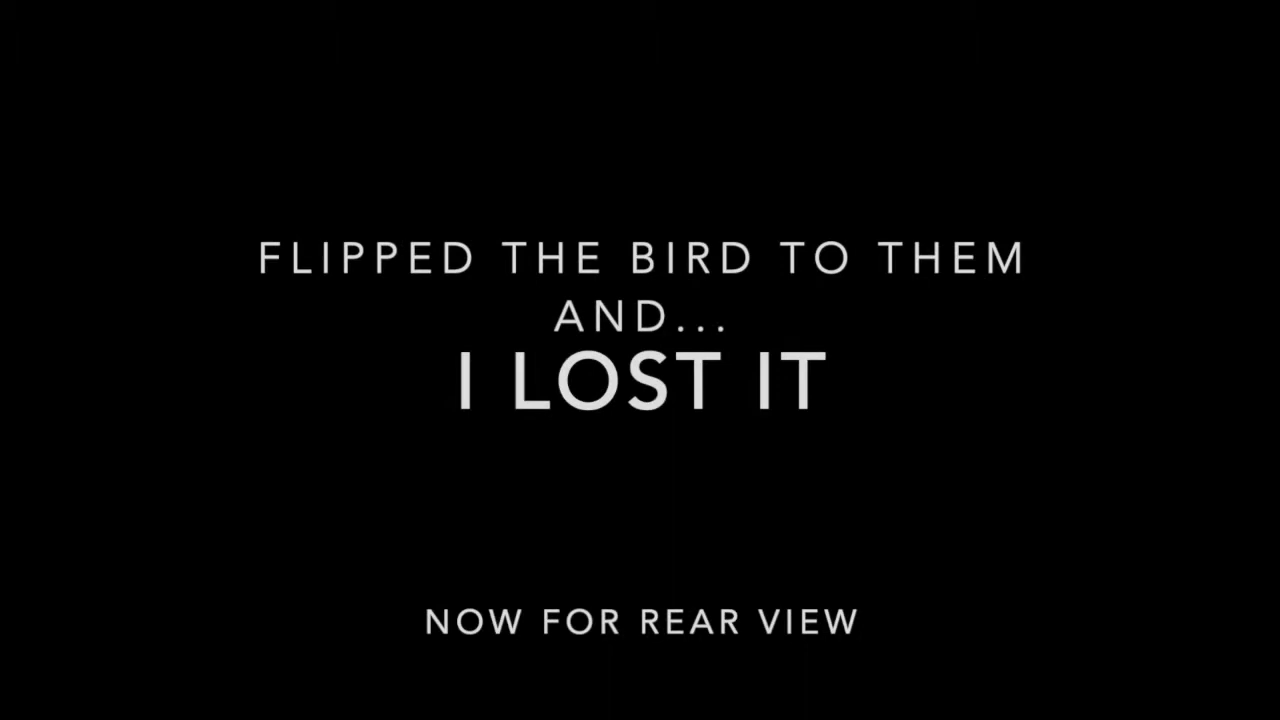 FLIPPED THE BIRD TO THEM
AND...
I LOST IT
NOW FOR REAR VIEW